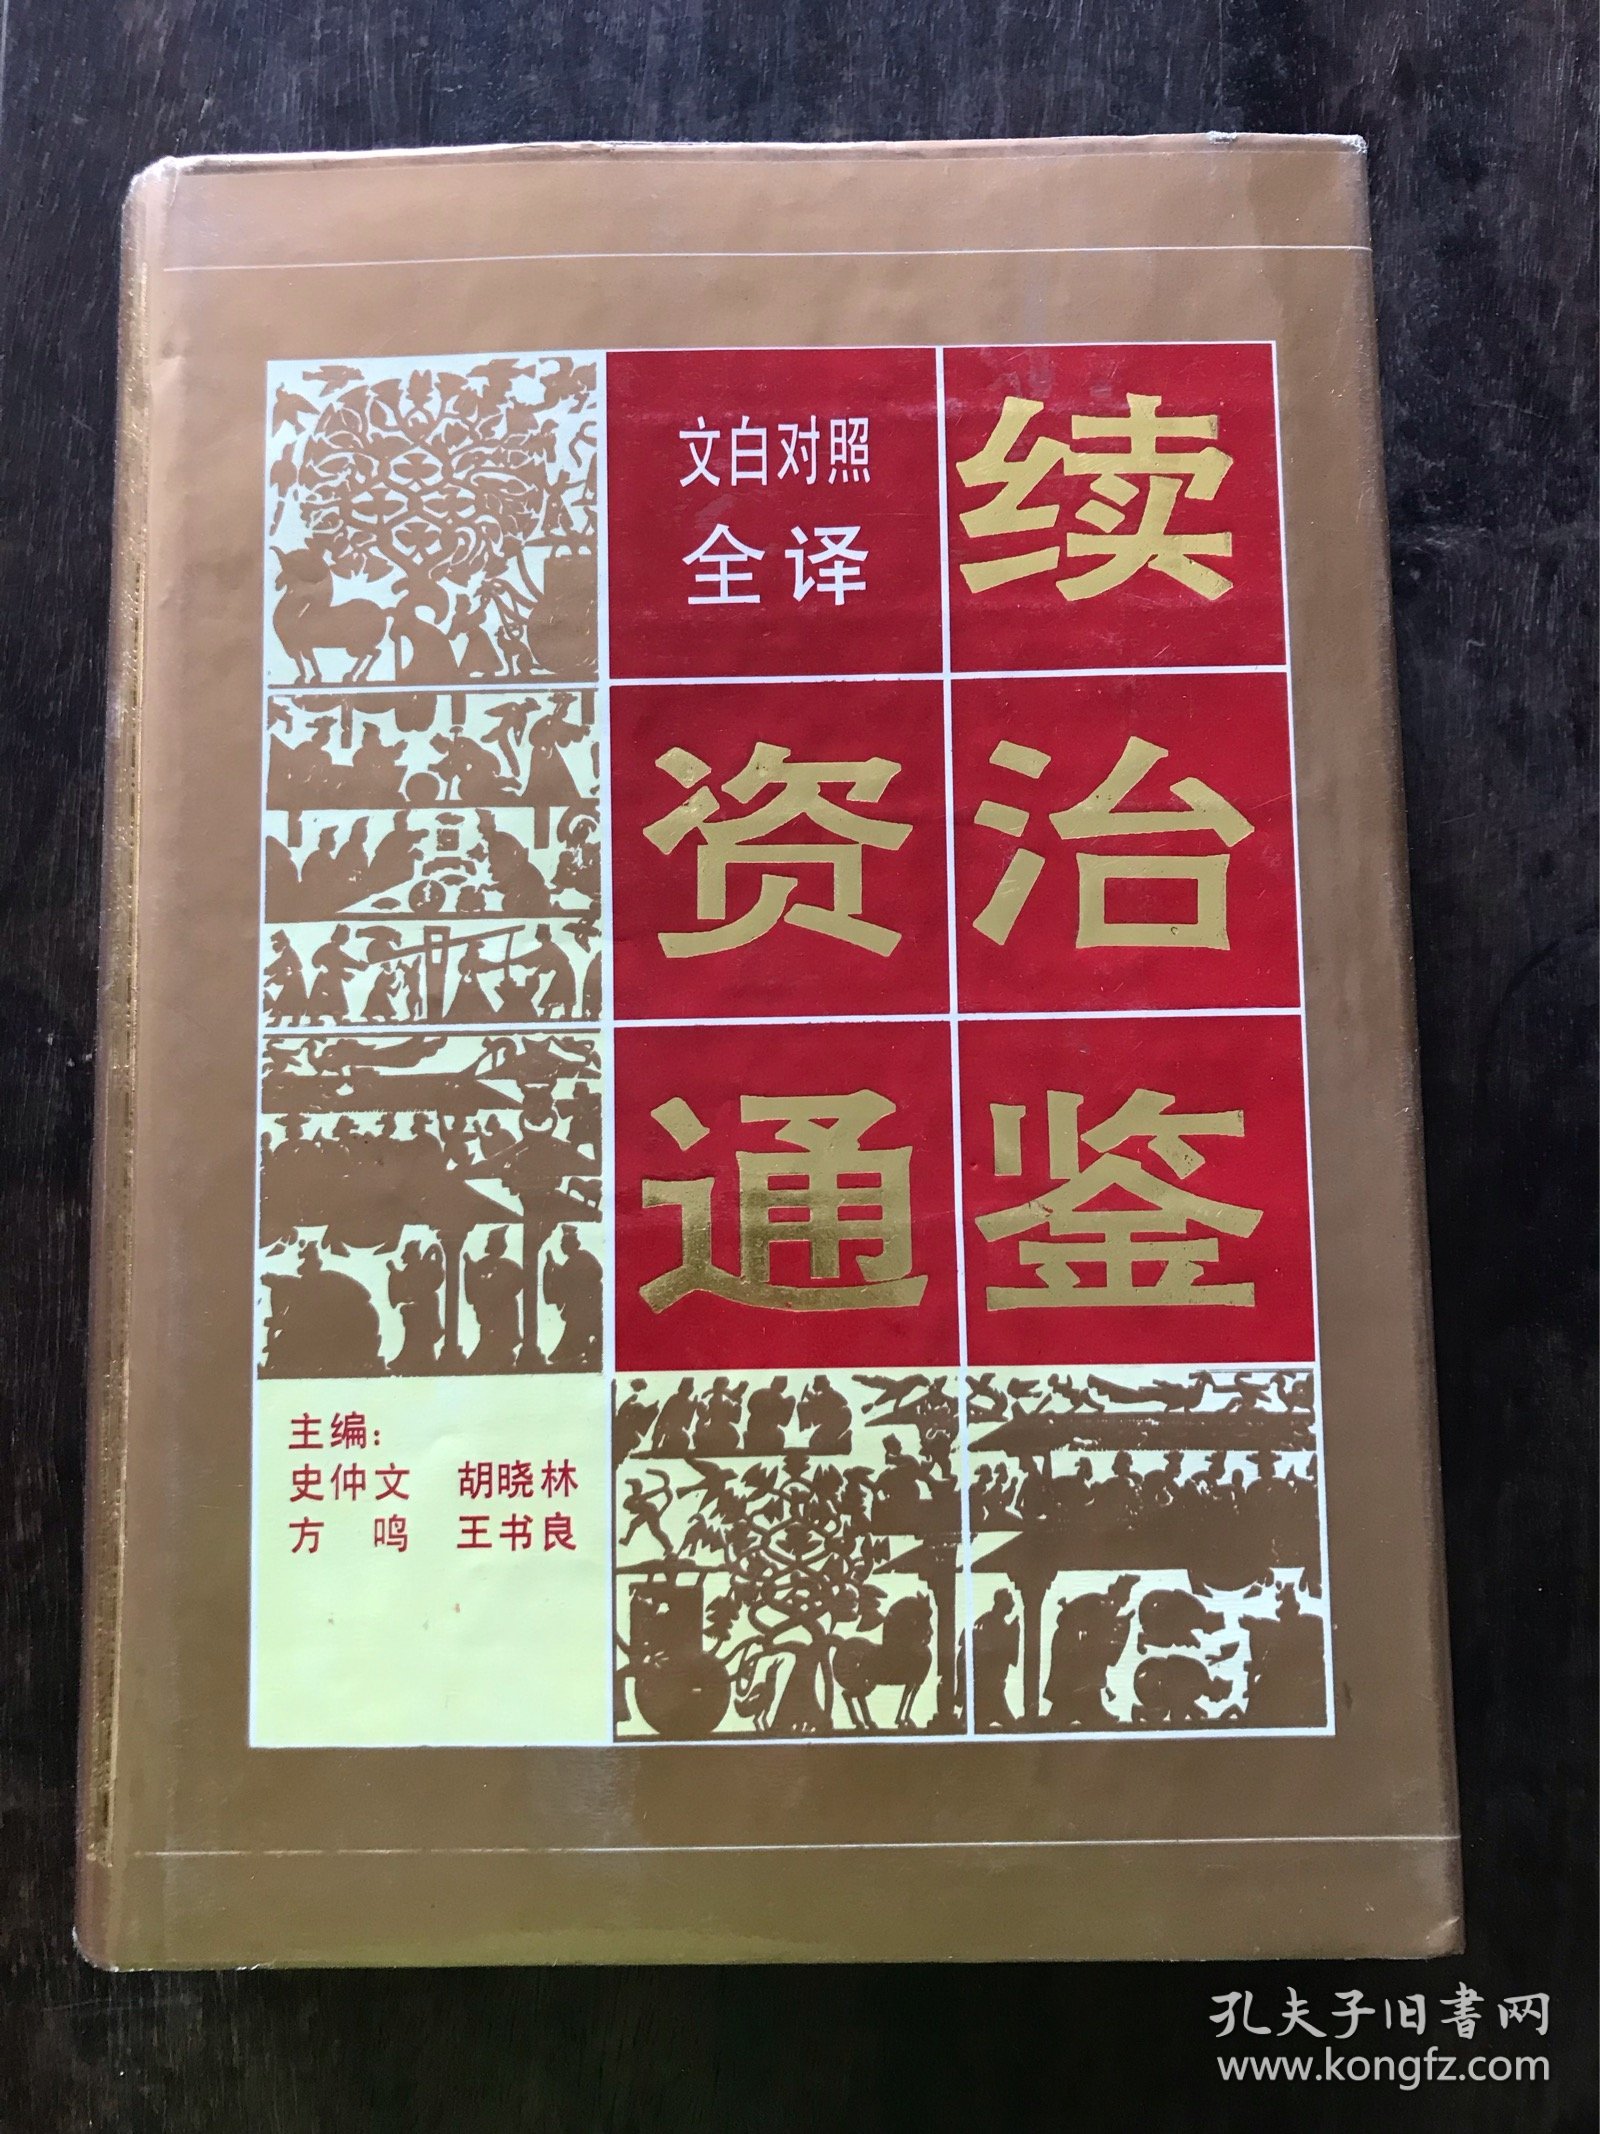 文白对照
全译
续
资治
通鉴
主编：
史仲文 胡晓林
方鸣 王书良
孔夫子旧书网
www.kongfz.com